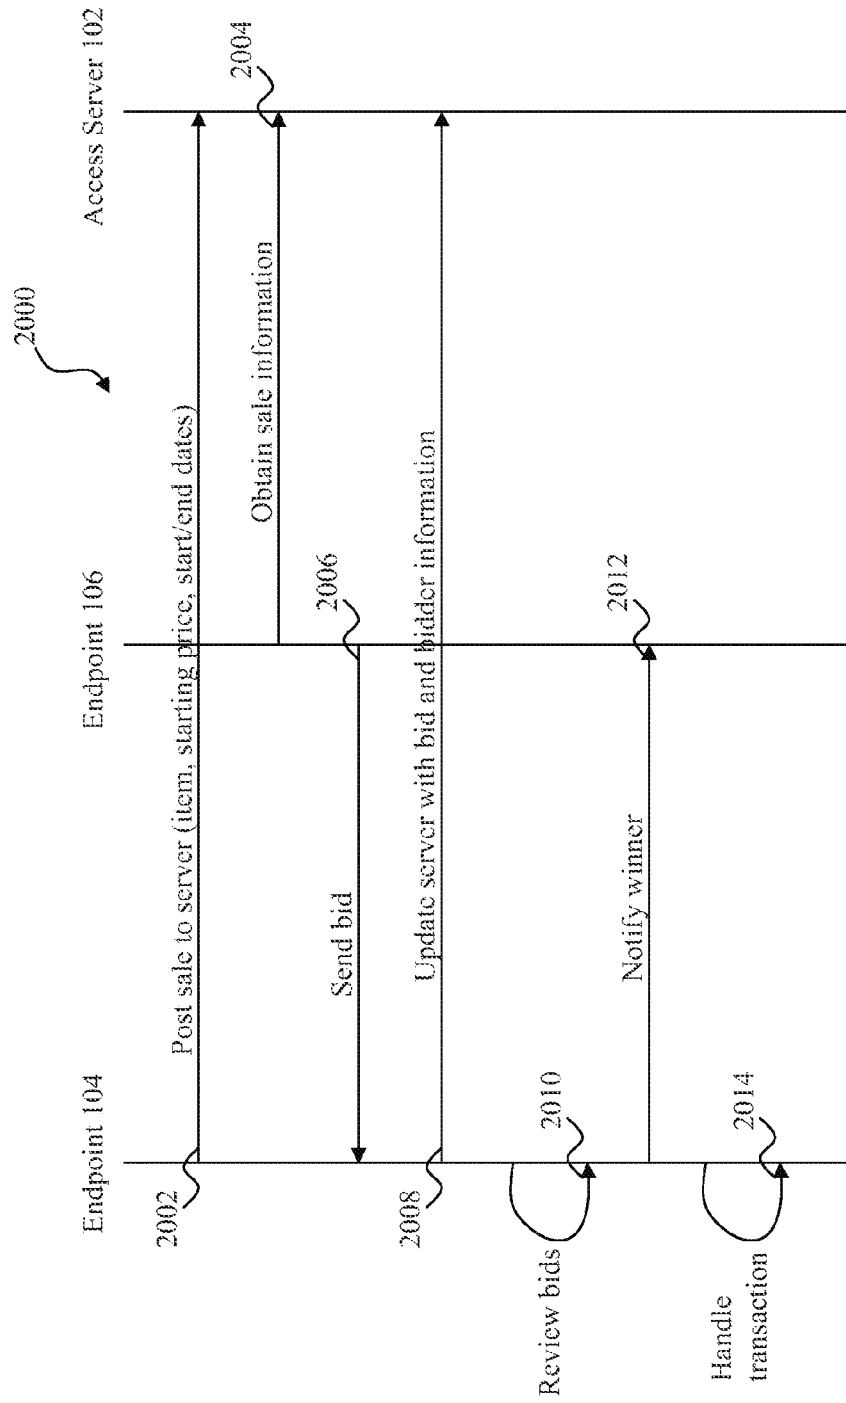 2000
Endpoint 104
Endpoint 106
Access Server 102
2002
Post sale to server (item, starting price, start/end dates)
Obtain sale information
2004
Send bid
2006
2008
Update server with bid and bidder information
Review bids
2010
Notify winner
2012
Handle
transaction
2014